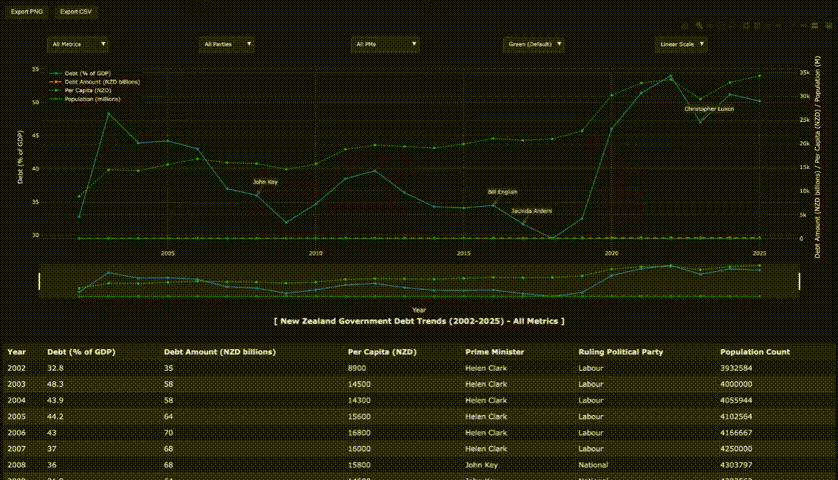 Export PNG Export CSV
All Metrics ▼ All Parties ▼ All PMs ▼ Green (Default) ▼ Linear Scale ▼
Debt (% of GDP)
Debt Amount (NZD billions)
Per Capita (NZD)
Population (millions)
55
50
45
40
35
30
Debt (% of GDP)
John Key
Bill English
Jacinda Ardern
Christopher Luxon
35k
30k
25k
20k
15k
10k
5k
0
Debt Amount (NZD billions) / Per Capita (NZD) / Population (M)
2005 2010 2015 2020 2025
Year
[ New Zealand Government Debt Trends (2002-2025) - All Metrics ]
Year Debt (% of GDP) Debt Amount (NZD billions) Per Capita (NZD) Prime Minister Ruling Political Party Population Count
2002 32.8 35 8900 Helen Clark Labour 3932584
2003 48.3 58 14500 Helen Clark Labour 4000000
2004 43.9 58 14300 Helen Clark Labour 4055944
2005 44.2 64 15600 Helen Clark Labour 4102564
2006 43 70 16800 Helen Clark Labour 4166667
2007 37 68 16000 Helen Clark Labour 4250000
2008 36 68 15800 John Key National 4303797